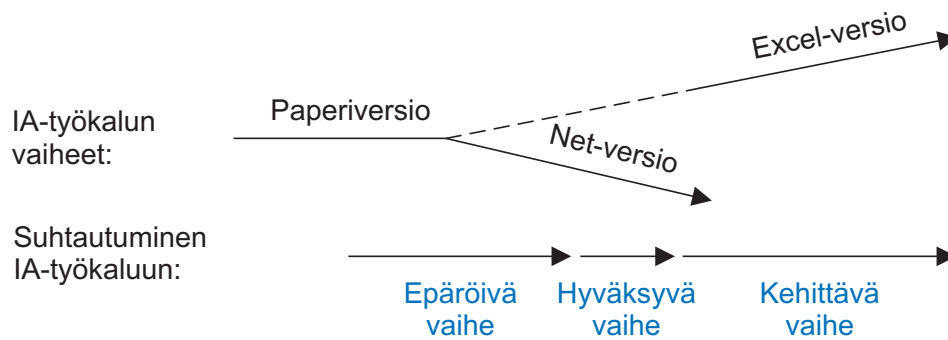 Excel-versio
Paperiversio
IA-työkalun
vaiheet:
Net-versio
Suhtautuminen
IA-työkaluun:
Epäröivä
vaihe
Hyväksyvä
vaihe
Kehittävä
vaihe